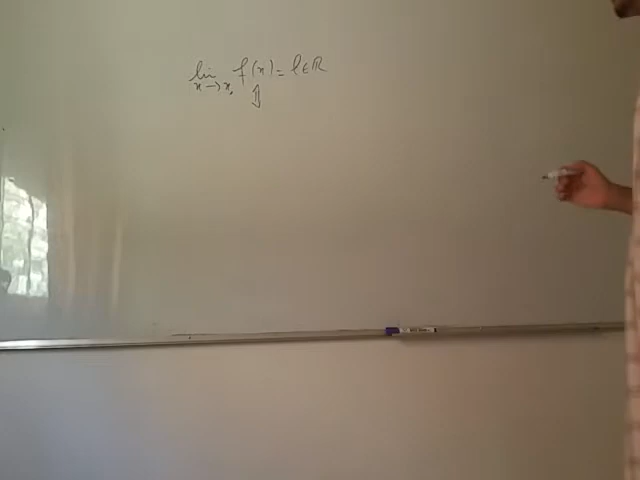 lim f(x) = l ∈ ℝ
x → x₀
⇕